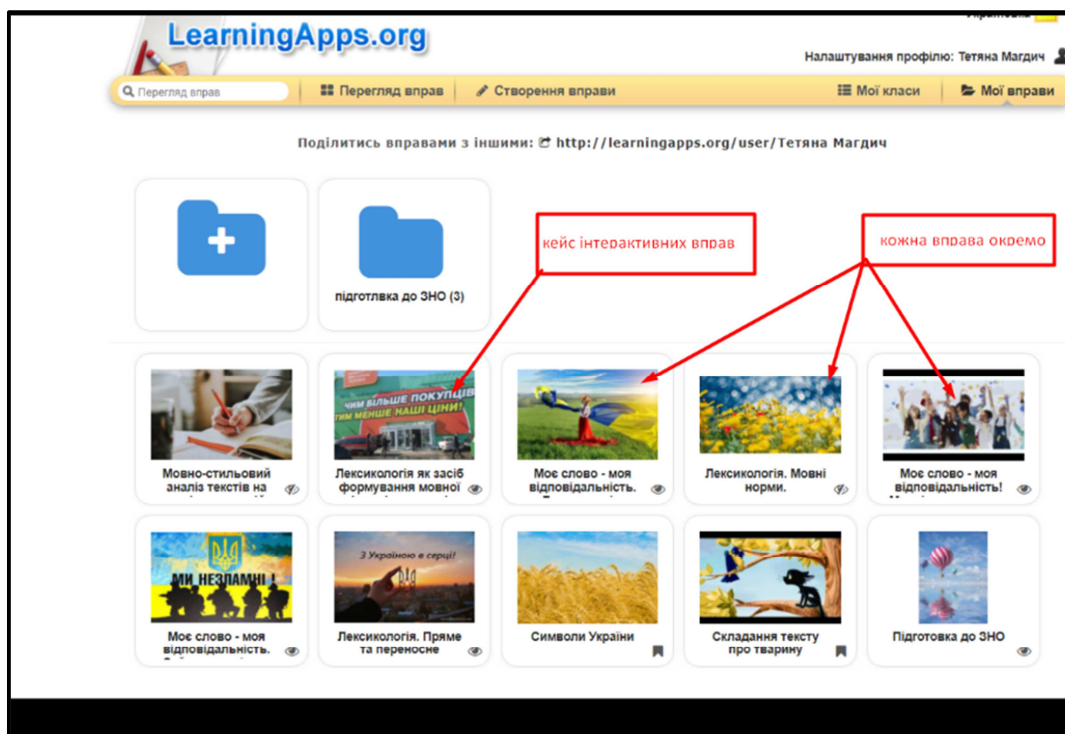 LearningApps.org
Українська
Налаштування профілю: Тетяна Магдич
Перегляд вправ
Перегляд вправ
Створення вправи
Мої класи
Мої вправи
Поділитись вправами з іншими: http://learningapps.org/user/Тетяна Магдич
кейс інтерактивних вправ
кожна вправа окремо
підготлвка до ЗНО (3)
ЧИМ БІЛЬШЕ ПОКУПЦІВ
ТИМ МЕНШЕ НАШІ ЦІНИ!
Мовно-стильовий
аналіз текстів на
Лексикологія як засіб
формування мовної
Моє слово - моя
відповідальність.
Лексикологія. Мовні
норми.
Моє слово - моя
відповідальність!
МИ НЕЗЛАМНІ !
З Україною в серці!
Моє слово - моя
відповідальність.
Лексикологія. Пряме
та переносне
Символи України
Складання тексту
про тварину
Підготовка до ЗНО